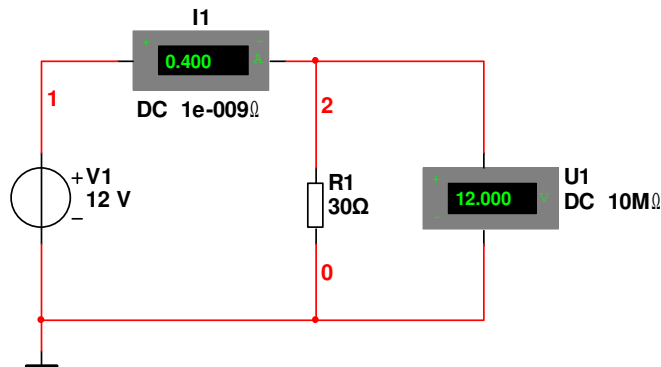 I1
+ -
0.400 A
DC 1e-009Ω
1
2
+ V1
12 V
-
R1
30Ω
+
12.000 V
-
U1
DC 10MΩ
0